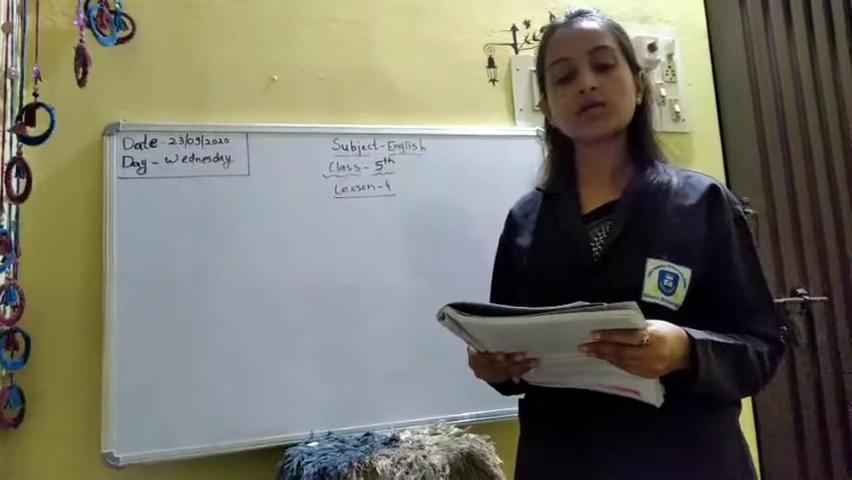 Date - 23/09/2020
Day - Wednesday
Subject - English
Class - 5th
Lesson - 4